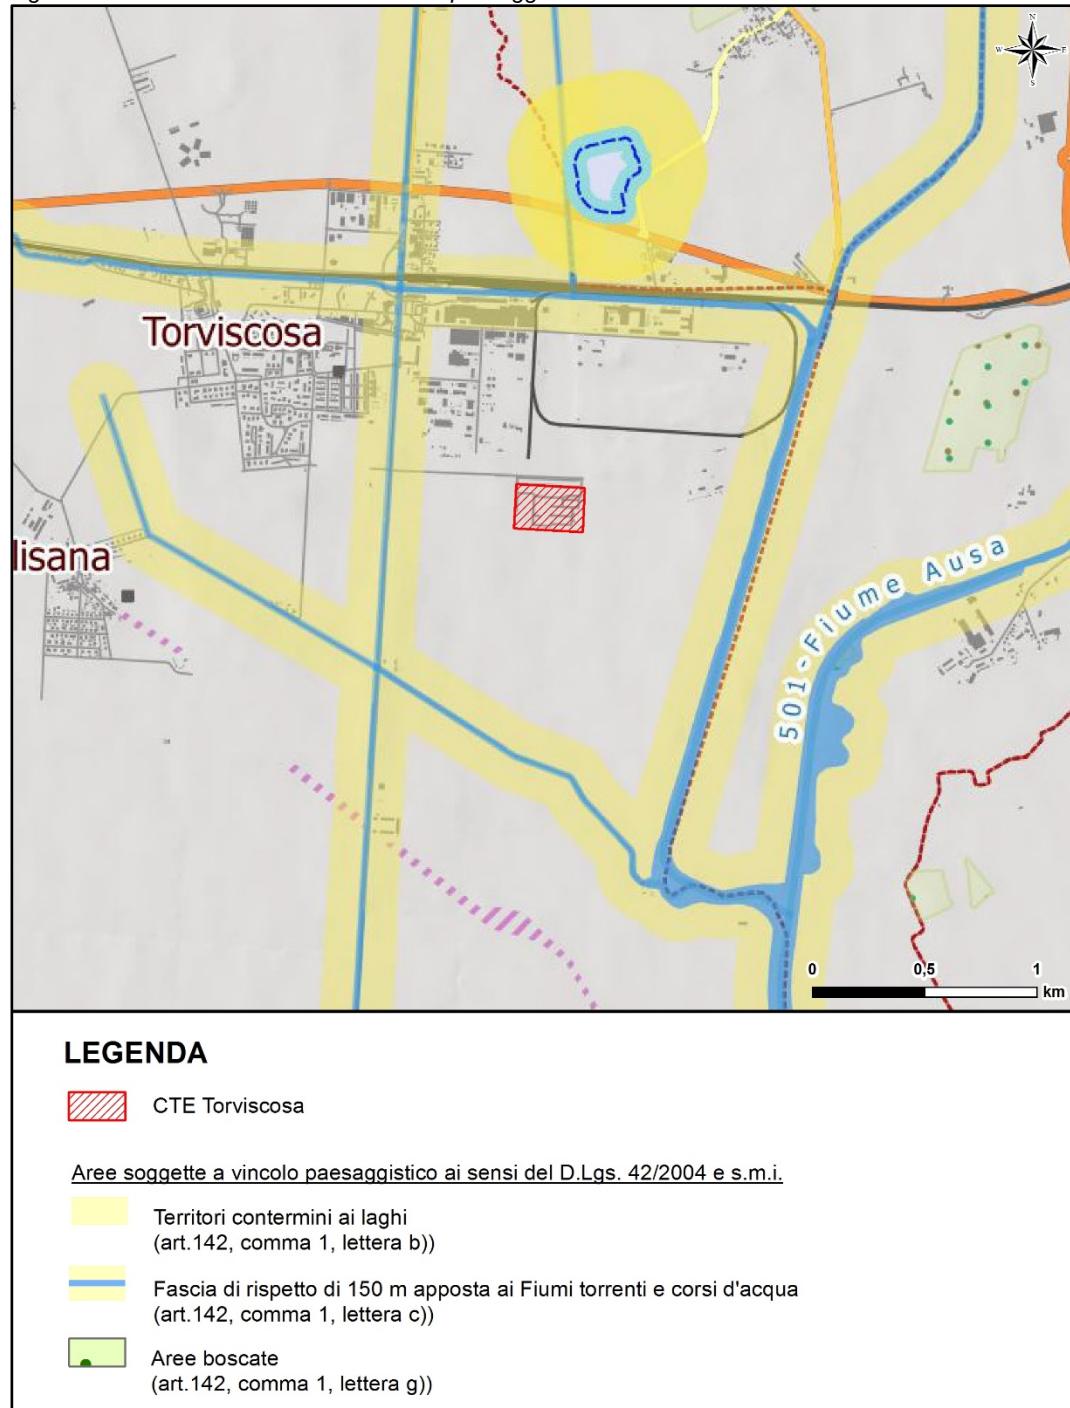 N
W E
S
Torviscosa
lisana
501-Fiume Ausa
0 0,5 1
km
LEGENDA
CTE Torviscosa
Aree soggette a vincolo paesaggistico ai sensi del D.Lgs. 42/2004 e s.m.i.
Territori contermini ai laghi
(art.142, comma 1, lettera b))
Fascia di rispetto di 150 m apposta ai Fiumi torrenti e corsi d'acqua
(art.142, comma 1, lettera c))
Aree boscate
(art.142, comma 1, lettera g))